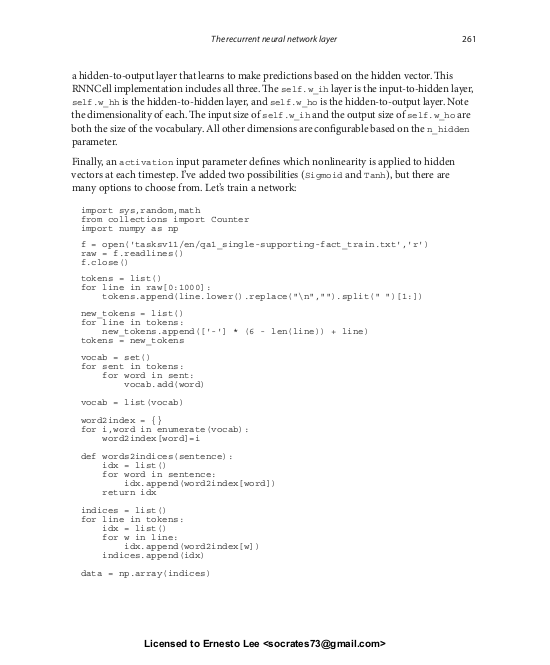 The recurrent neural network layer 261
a hidden-to-output layer that learns to make predictions based on the hidden vector. This
RNNCell implementation includes all three. The self.w_ih layer is the input-to-hidden layer,
self.w_hh is the hidden-to-hidden layer, and self.w_ho is the hidden-to-output layer. Note
the dimensionality of each. The input size of self.w_ih and the output size of self.w_ho are
both the size of the vocabulary. All other dimensions are configurable based on the n_hidden
parameter.
Finally, an activation input parameter defines which nonlinearity is applied to hidden
vectors at each timestep. I've added two possibilities (Sigmoid and Tanh), but there are
many options to choose from. Let's train a network:
import sys,random,math
from collections import Counter
import numpy as np
f = open('tasksv11/en/qa1_single-supporting-fact_train.txt','r')
raw = f.readlines()
f.close()
tokens = list()
for line in raw[0:1000]:
    tokens.append(line.lower().replace("\n","").split(" ")[1:])
new_tokens = list()
for line in tokens:
    new_tokens.append(['-'] * (6 - len(line)) + line)
tokens = new_tokens
vocab = set()
for sent in tokens:
    for word in sent:
        vocab.add(word)
vocab = list(vocab)
word2index = {}
for i,word in enumerate(vocab):
    word2index[word]=i
def words2indices(sentence):
    idx = list()
    for word in sentence:
        idx.append(word2index[word])
    return idx
indices = list()
for line in tokens:
    idx = list()
    for w in line:
        idx.append(word2index[w])
    indices.append(idx)
data = np.array(indices)
Licensed to Ernesto Lee <socrates73@gmail.com>